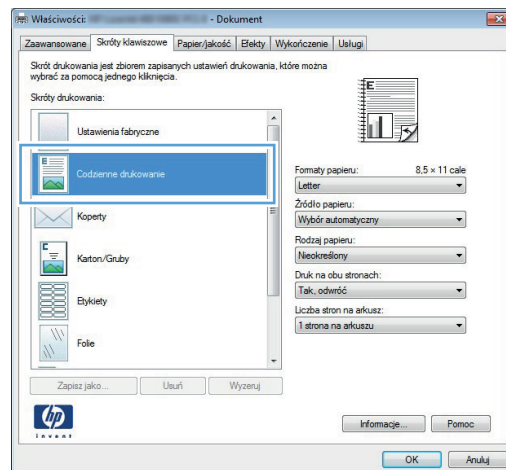 Właściwości: - Dokument
Zaawansowane Skróty klawiszowe Papier/jakość Efekty Wykończenie Usługi
Skrót drukowania jest zbiorem zapisanych ustawień drukowania, które można
wybrać za pomocą jednego kliknięcia.
Skróty drukowania:
Ustawienia fabryczne
Codzienne drukowanie
Koperty
Karton/Gruby
Etykiety
Folie
E
Formaty papieru: 8,5 × 11 cale
Letter
Źródło papieru:
Wybór automatyczny
Rodzaj papieru:
Nieokreślony
Druk na obu stronach:
Tak, odwróć
Liczba stron na arkusz:
1 strona na arkuszu
Zapisz jako... Usuń Wyzeruj
hp
invent
Informacje... Pomoc
OK Anuluj